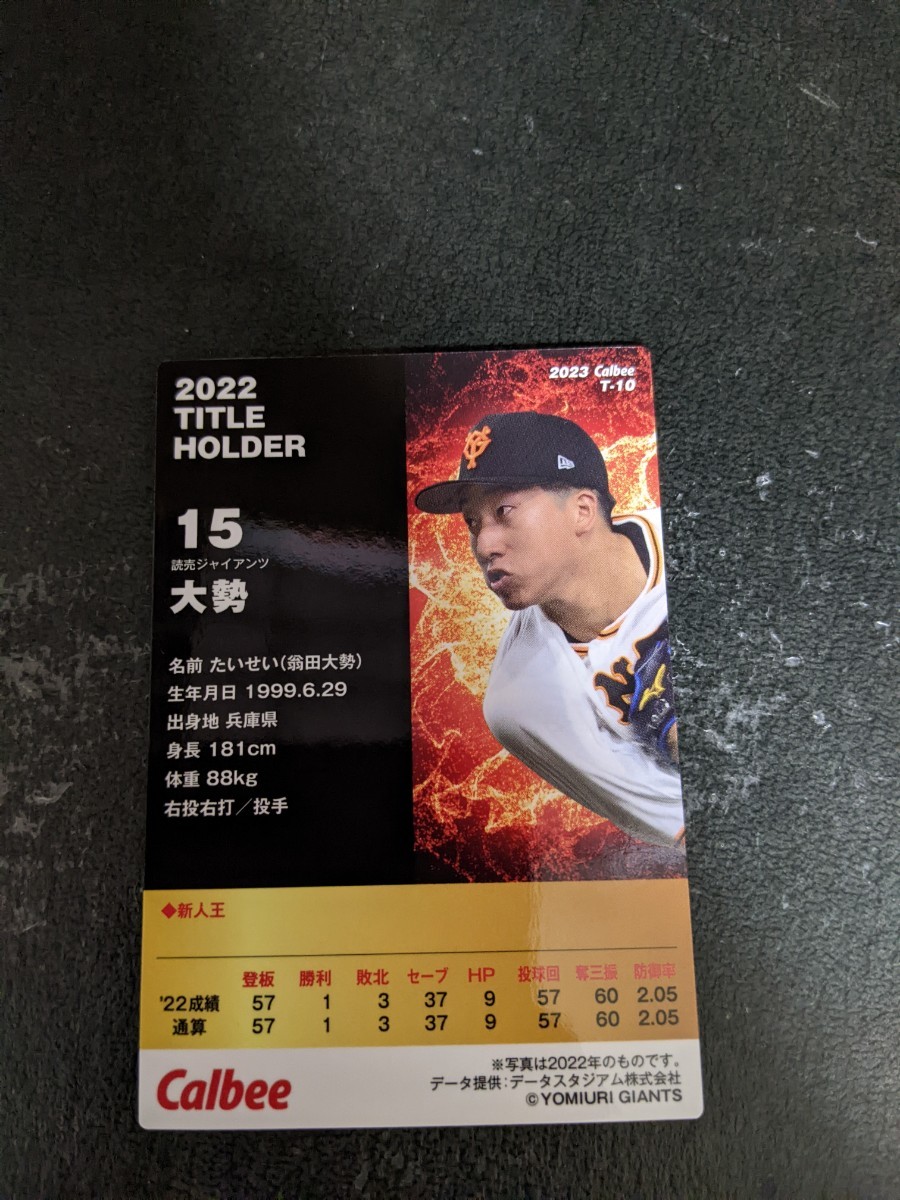 2022
TITLE
HOLDER
2023 Calbee
T-10
15
読売ジャイアンツ
大勢
名前 たいせい(翁田大勢)
生年月日 1999.6.29
出身地 兵庫県
身長 181cm
体重 88kg
右投右打／投手
◆新人王
登板 勝利 敗北 セーブ HP 投球回 奪三振 防御率
'22成績 57 1 3 37 9 57 60 2.05
通算 57 1 3 37 9 57 60 2.05
Calbee
※写真は2022年のものです。
データ提供：データスタジアム株式会社
©YOMIURI GIANTS